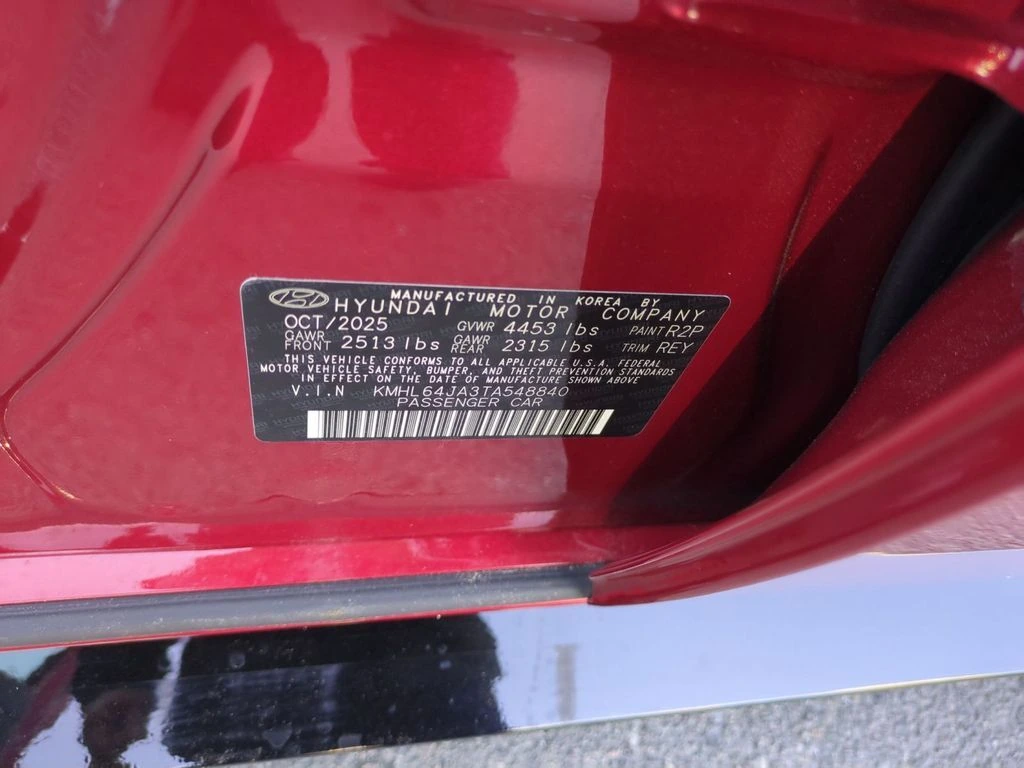 MANUFACTURED IN KOREA BY
HYUNDAI MOTOR COMPANY
OCT/2025 GVWR 4453 lbs PAINT R2P
GAWR FRONT 2513 lbs GAWR REAR 2315 lbs TRIM REY
THIS VEHICLE CONFORMS TO ALL APPLICABLE U.S.A. FEDERAL
MOTOR VEHICLE SAFETY, BUMPER, AND THEFT PREVENTION STANDARDS
IN EFFECT ON THE DATE OF MANUFACTURE SHOWN ABOVE
V.I.N KMHL64JA3TA548840
PASSENGER CAR